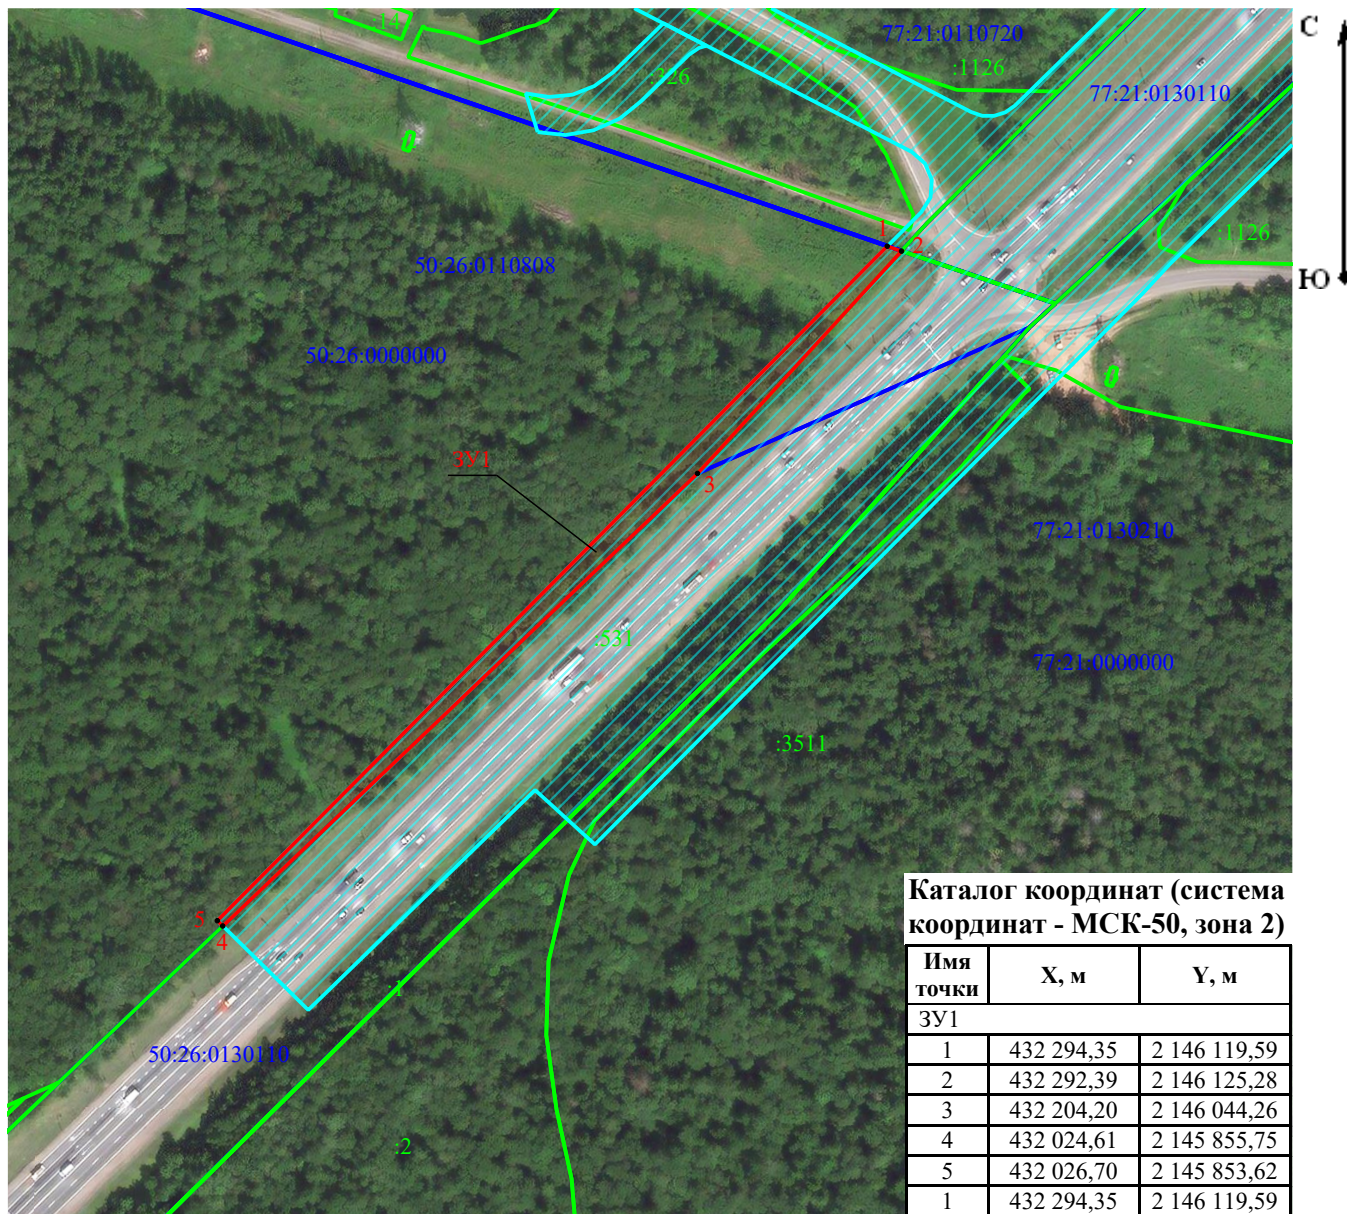 :14
77:21:0110720
С
:326
:1126
77:21:0130110
0
1
2
:1126
50:26:0110808
Ю
50:26:0000000
0
ЗУ1
3
77:21:0130210
:531
77:21:0000000
:3511
Каталог координат (система
координат - МСК-50, зона 2)
5
4
Имя точки X, м Y, м
:1
ЗУ1
1 432 294,35 2 146 119,59
50:26:0130110
2 432 292,39 2 146 125,28
3 432 204,20 2 146 044,26
:2
4 432 024,61 2 145 855,75
5 432 026,70 2 145 853,62
1 432 294,35 2 146 119,59